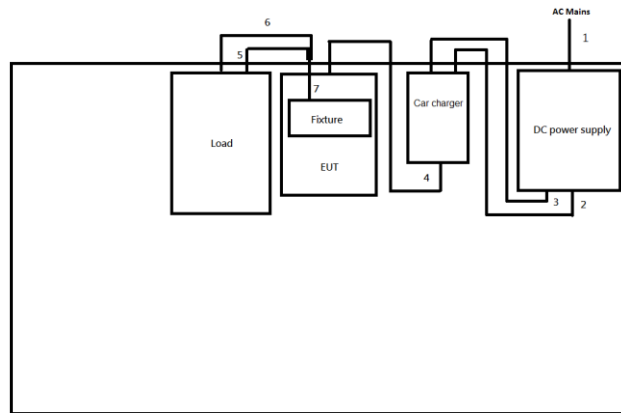 AC Mains
1
6
5
7
Car charger
Fixture
DC power supply
Load
EUT
4
3
2